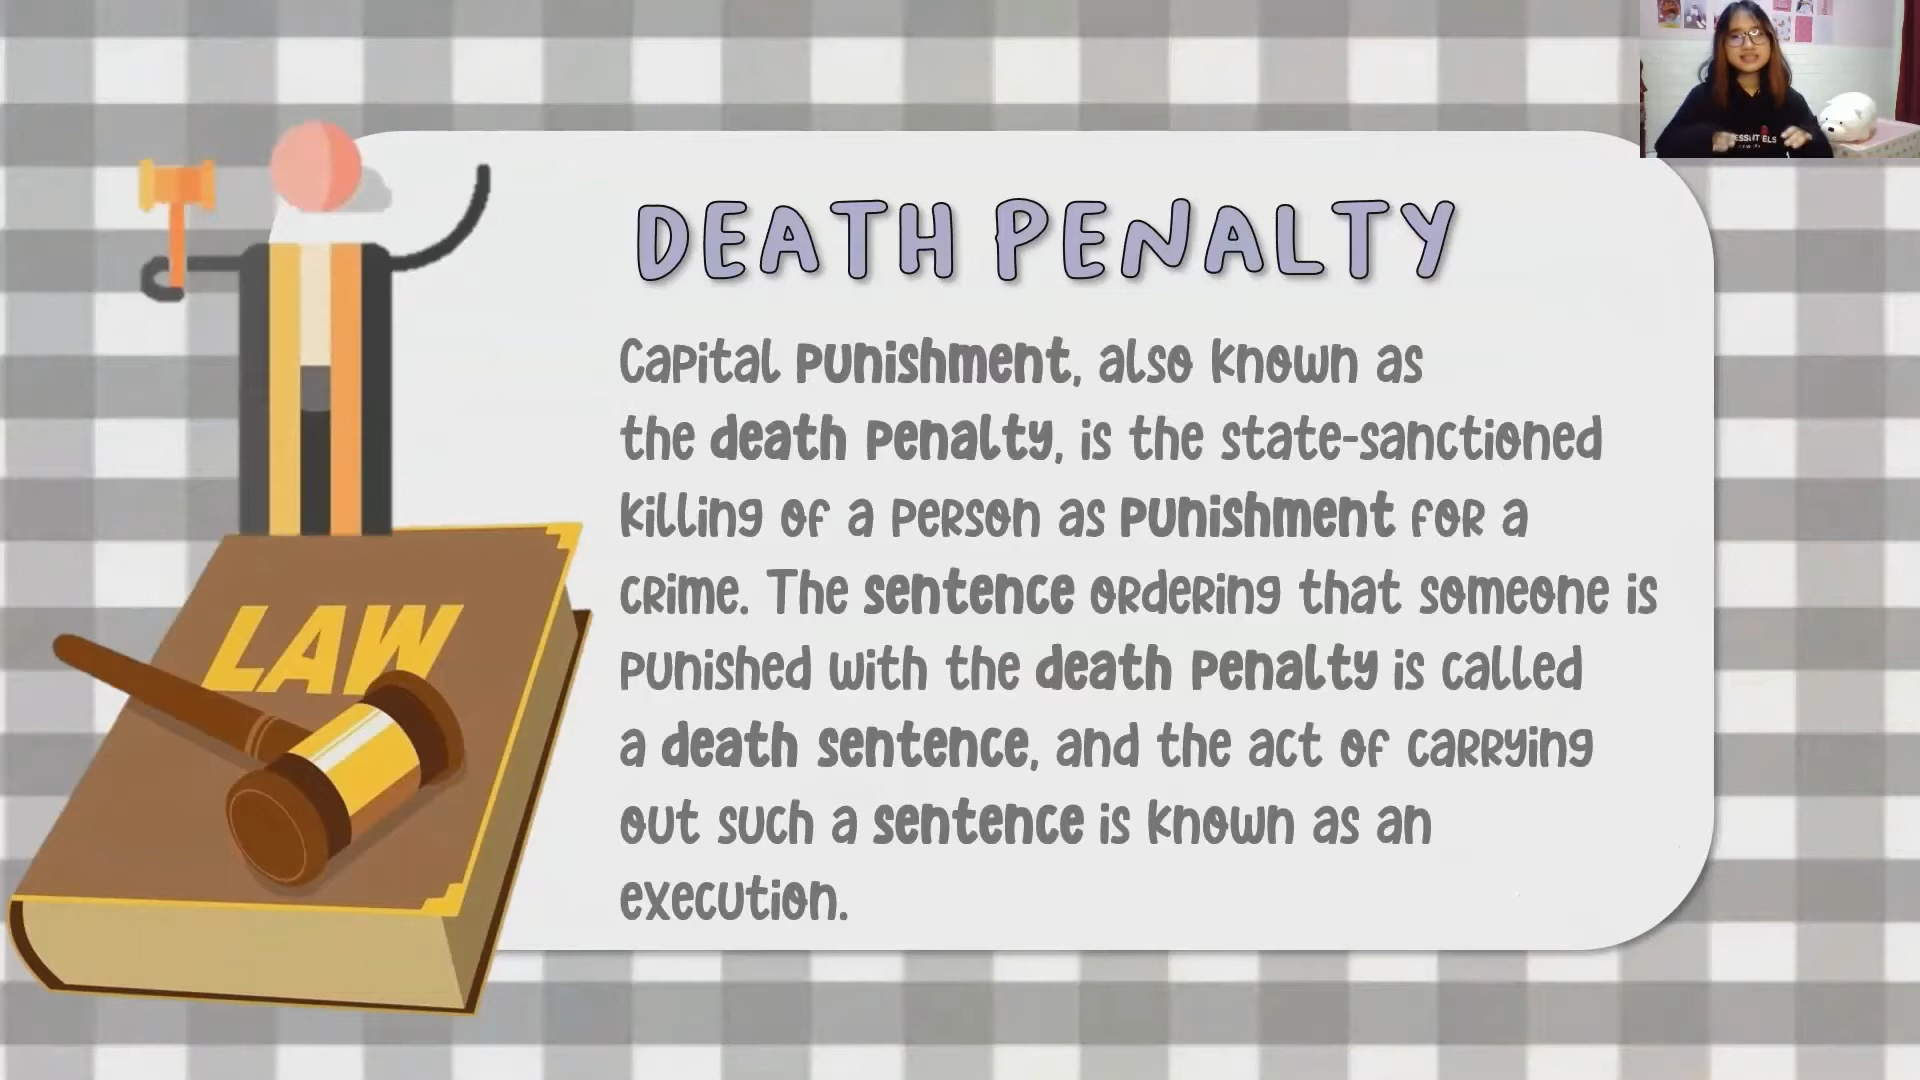 DEATH PENALTY
Capital punishment, also known as
the death penalty, is the state-sanctioned
killing of a person as punishment for a
crime. The sentence ordering that someone is
punished with the death penalty is called
a death sentence, and the act of carrying
out such a sentence is known as an
execution.
LAW